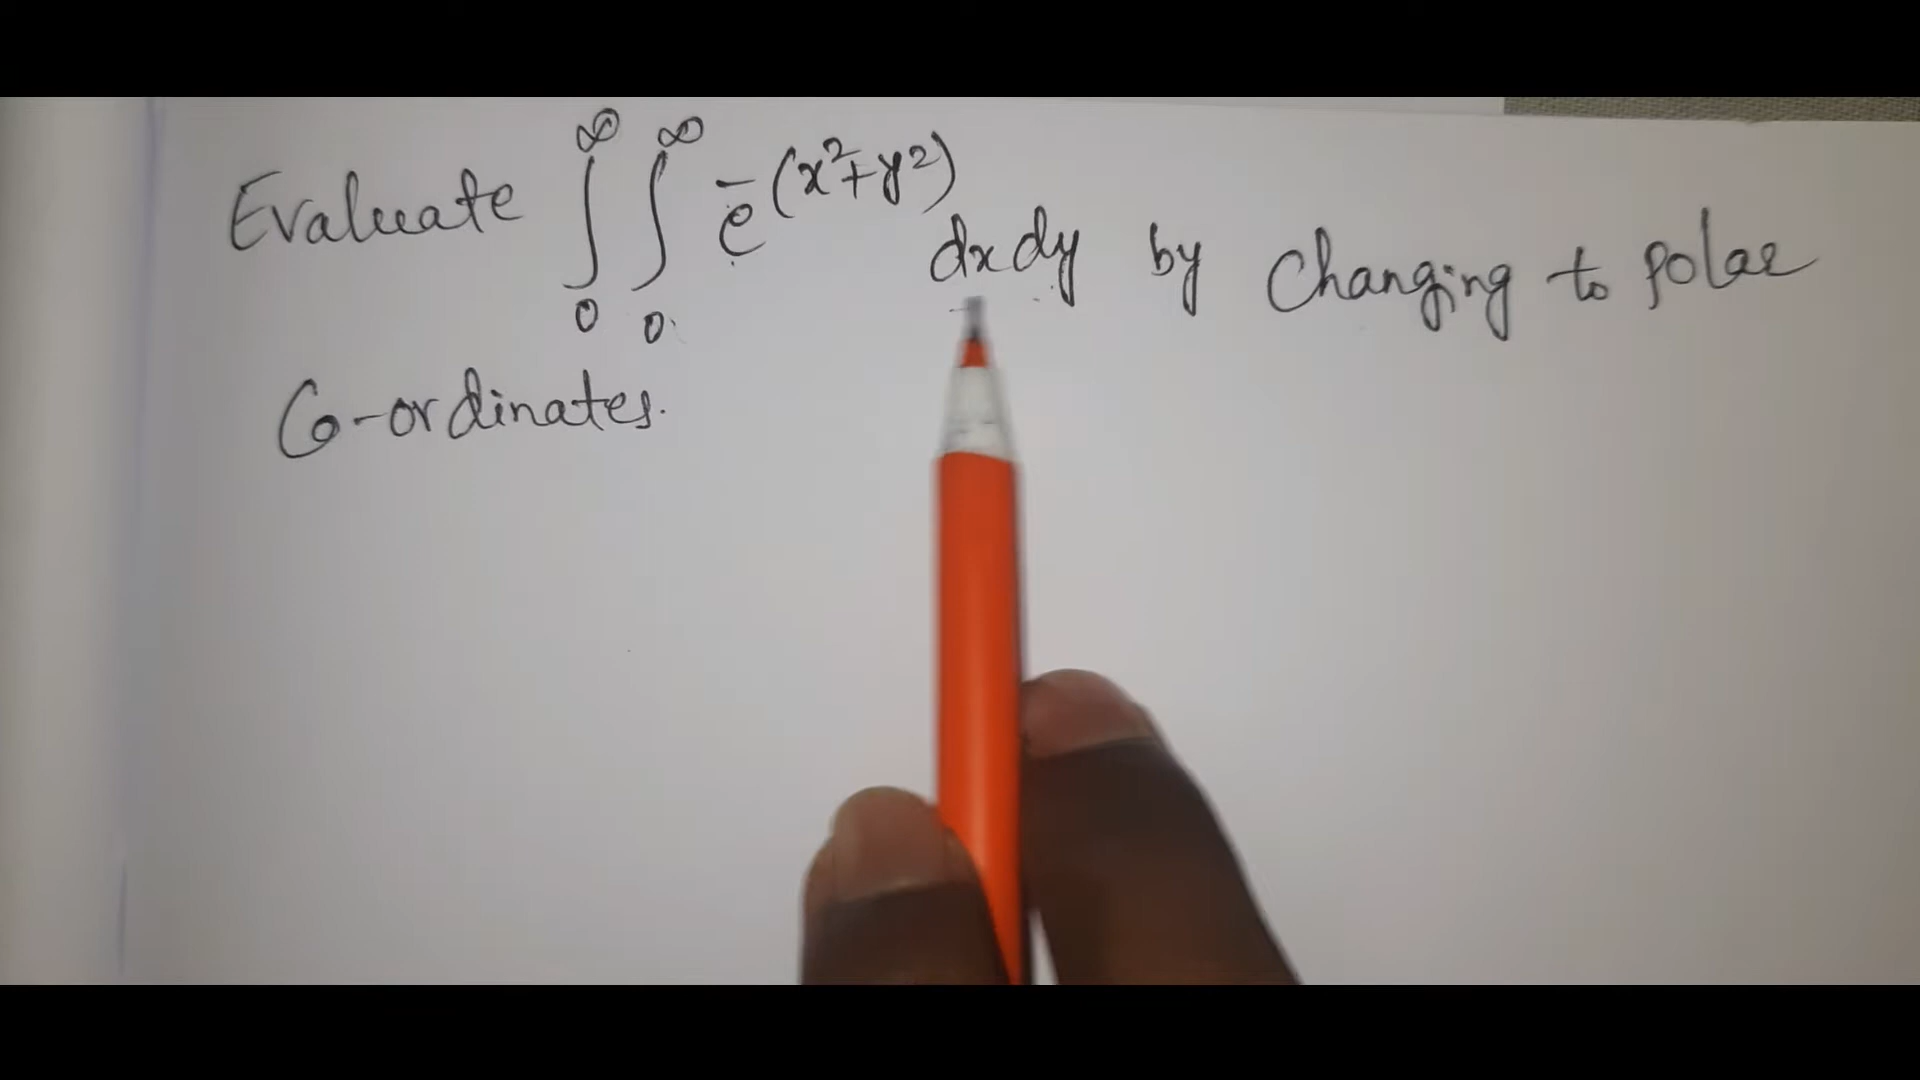 Evaluate ∫₀^∞ ∫₀^∞ e^-(x²+y²) dx dy by Changing to polar
Co-ordinates.